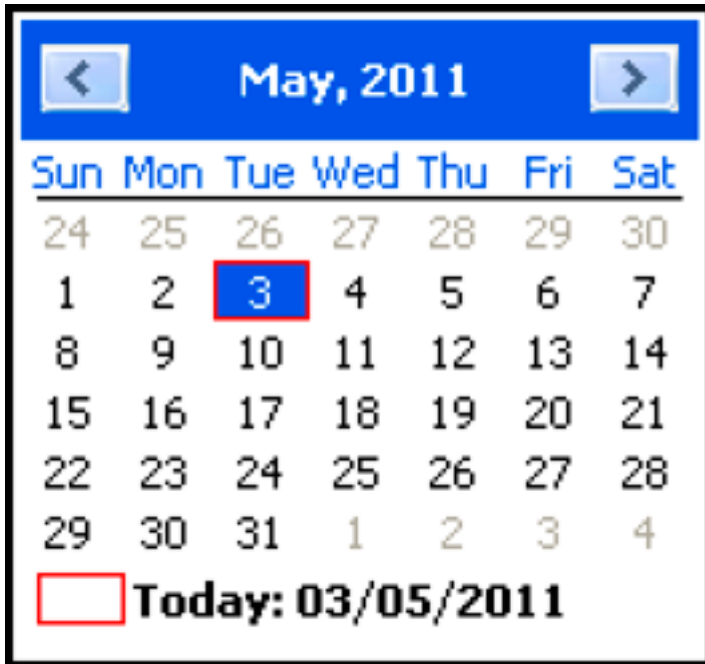 May, 2011
Sun Mon Tue Wed Thu Fri Sat
24 25 26 27 28 29 30
1 2 3 4 5 6 7
8 9 10 11 12 13 14
15 16 17 18 19 20 21
22 23 24 25 26 27 28
29 30 31 1 2 3 4
Today: 03/05/2011